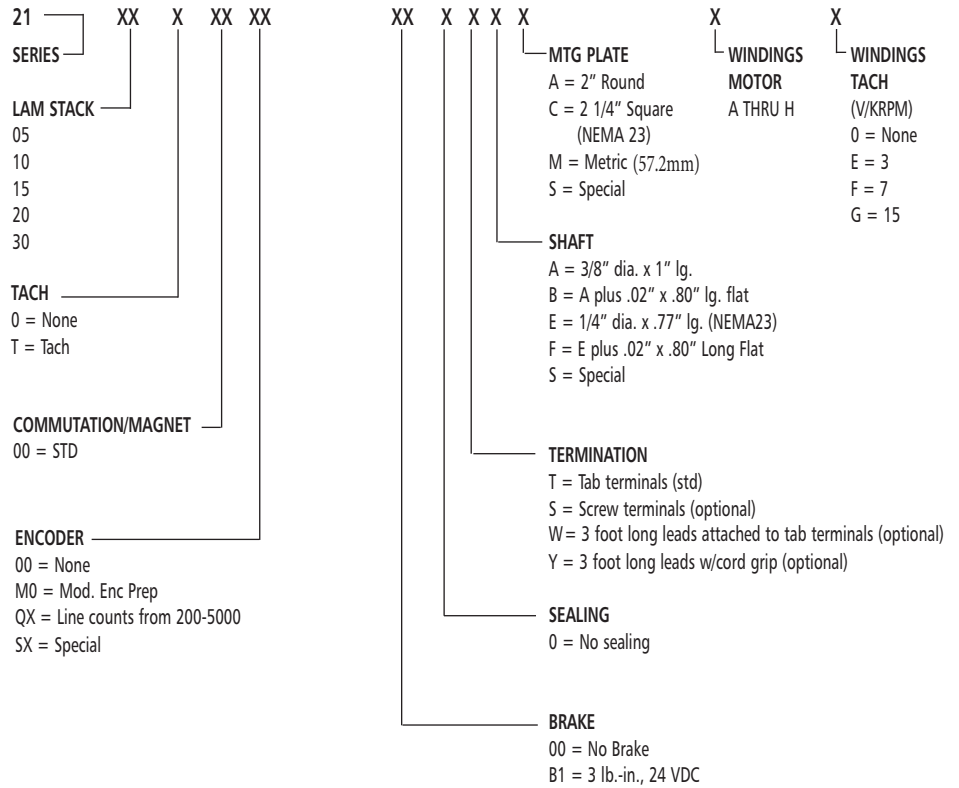 21 XX X XX XX XX X X X X X X
SERIES
LAM STACK
05
10
15
20
30
TACH
0 = None
T = Tach
COMMUTATION/MAGNET
00 = STD
ENCODER
00 = None
M0 = Mod. Enc Prep
QX = Line counts from 200-5000
SX = Special
MTG PLATE
A = 2” Round
C = 2 1/4” Square
(NEMA 23)
M = Metric (57.2mm)
S = Special
WINDINGS
MOTOR
A THRU H
WINDINGS
TACH
(V/KRPM)
0 = None
E = 3
F = 7
G = 15
SHAFT
A = 3/8” dia. x 1” lg.
B = A plus .02” x .80” lg. flat
E = 1/4” dia. x .77” lg. (NEMA23)
F = E plus .02” x .80” Long Flat
S = Special
TERMINATION
T = Tab terminals (std)
S = Screw terminals (optional)
W= 3 foot long leads attached to tab terminals (optional)
Y = 3 foot long leads w/cord grip (optional)
SEALING
0 = No sealing
BRAKE
00 = No Brake
B1 = 3 lb.-in., 24 VDC